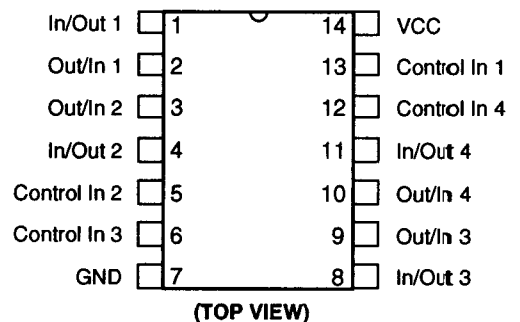 In/Out 1 1 14 VCC
Out/In 1 2 13 Control In 1
Out/In 2 3 12 Control In 4
In/Out 2 4 11 In/Out 4
Control In 2 5 10 Out/In 4
Control In 3 6 9 Out/In 3
GND 7 8 In/Out 3
(TOP VIEW)